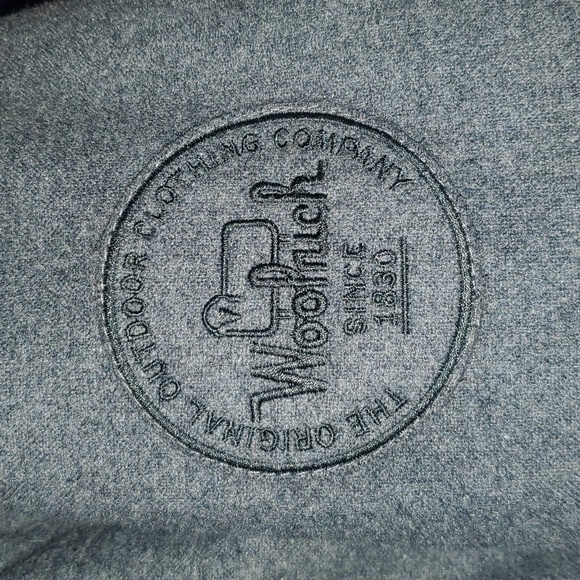 THE ORIGINAL OUTDOOR CLOTHING COMPANY
Woolrich
SINCE
1830